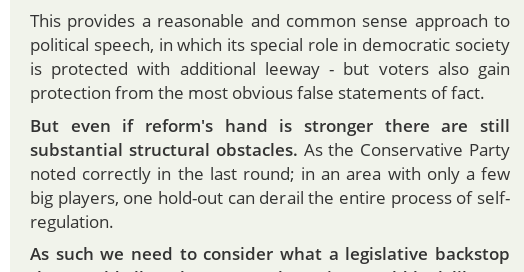 This provides a reasonable and common sense approach to
political speech, in which its special role in democratic society
is protected with additional leeway - but voters also gain
protection from the most obvious false statements of fact.
But even if reform's hand is stronger there are still
substantial structural obstacles. As the Conservative Party
noted correctly in the last round; in an area with only a few
big players, one hold-out can derail the entire process of self-
regulation.
As such we need to consider what a legislative backstop